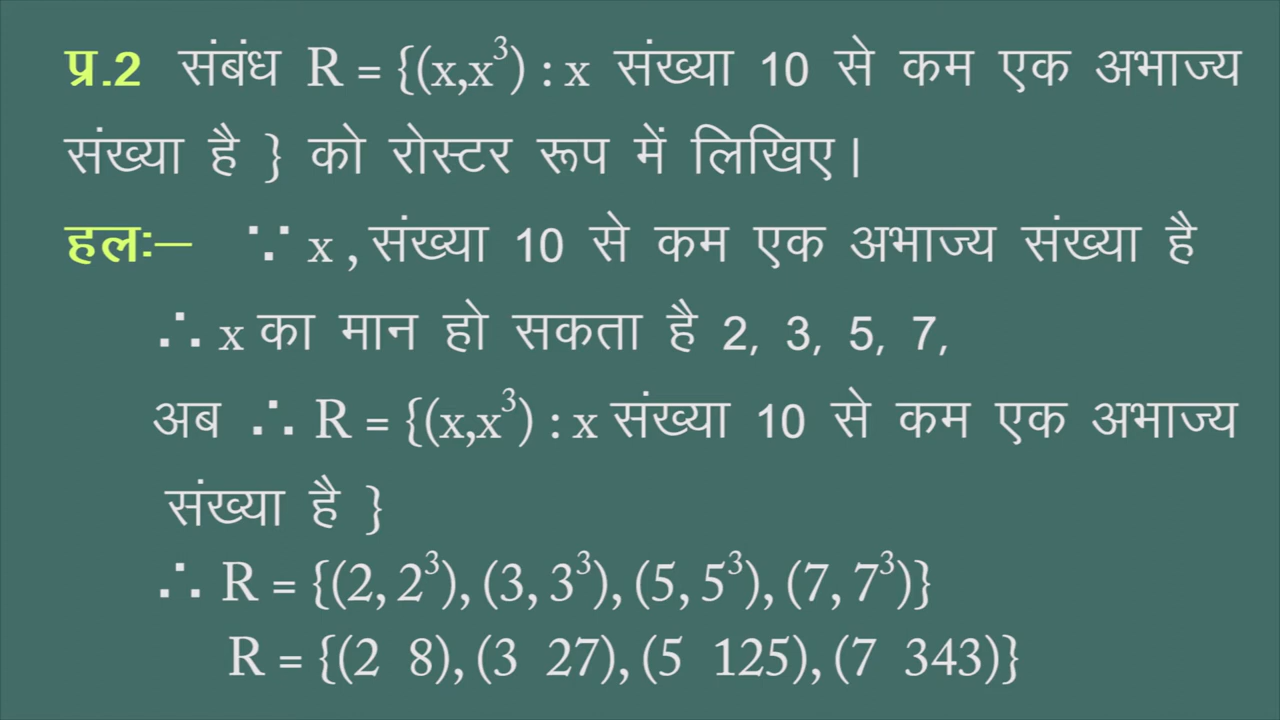 प्र.2 संबंध R = {(x,x³) : x संख्या 10 से कम एक अभाज्य
संख्या है } को रोस्टर रूप में लिखिए।
हलः– ∵ x , संख्या 10 से कम एक अभाज्य संख्या है
∴ x का मान हो सकता है 2, 3, 5, 7,
अब ∴ R = {(x,x³) : x संख्या 10 से कम एक अभाज्य
संख्या है }
∴ R = {(2, 2³), (3, 3³), (5, 5³), (7, 7³)}
R = {(2 8), (3 27), (5 125), (7 343)}